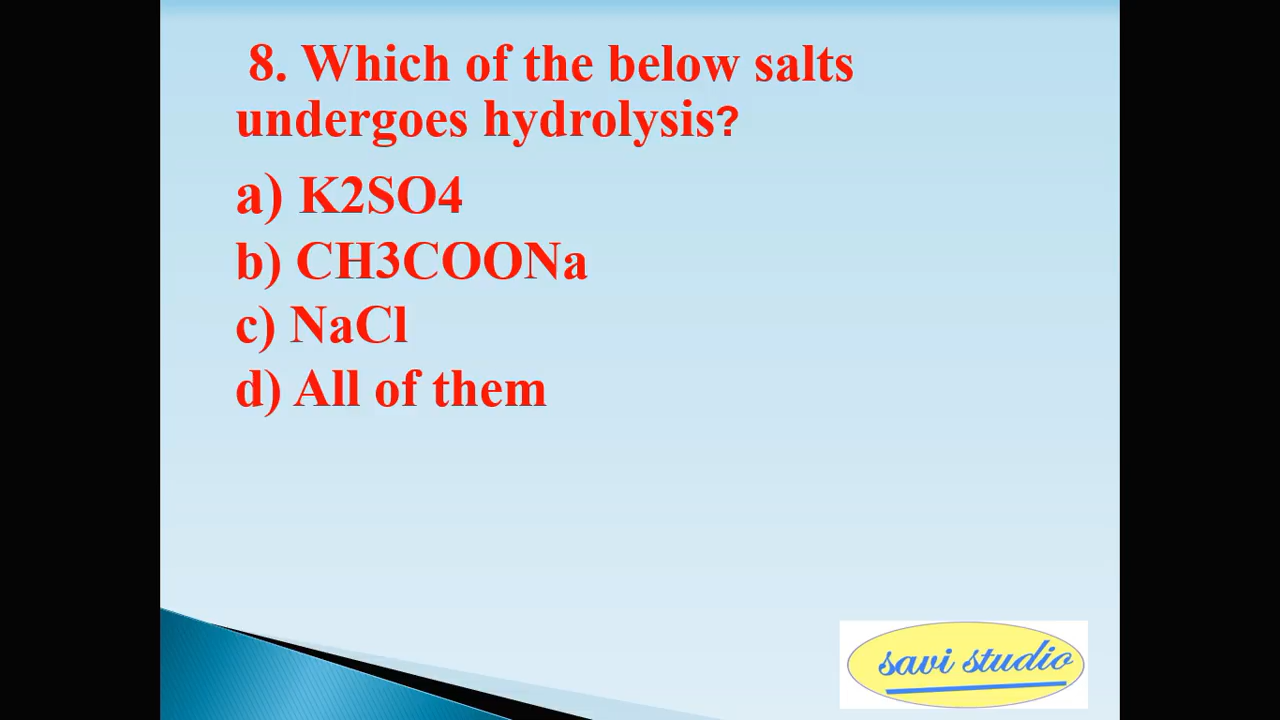 8. Which of the below salts
undergoes hydrolysis?
a) K2SO4
b) CH3COONa
c) NaCl
d) All of them
savi studio